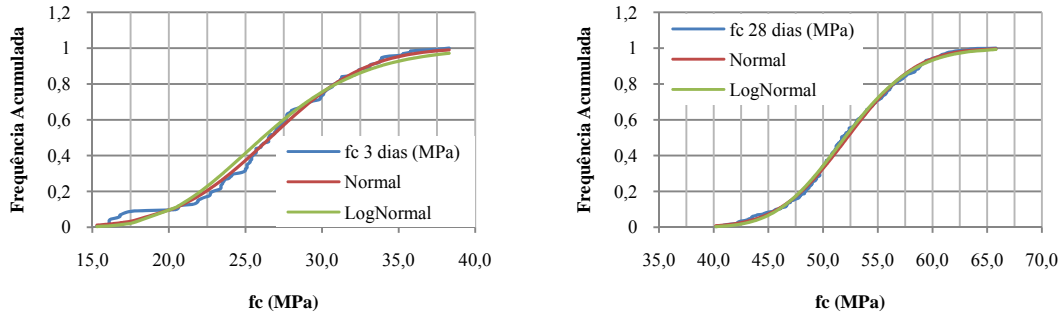 Frequência Acumulada
1,2
1
0,8
0,6
0,4
0,2
0
fc 3 dias (MPa)
Normal
LogNormal
15,0 20,0 25,0 30,0 35,0 40,0
fc (MPa)
Frequência Acumulada
1,2
1
0,8
0,6
0,4
0,2
0
fc 28 dias (MPa)
Normal
LogNormal
35,0 40,0 45,0 50,0 55,0 60,0 65,0 70,0
fc (MPa)